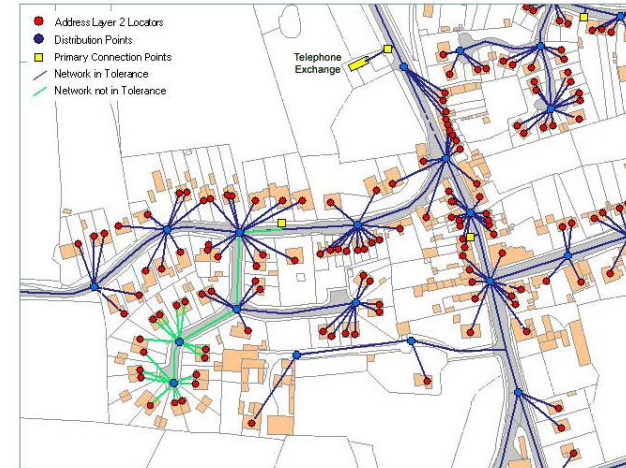 Address Layer 2 Locators
Distribution Points
Primary Connection Points
Network in Tolerance
Network not in Tolerance
Telephone
Exchange